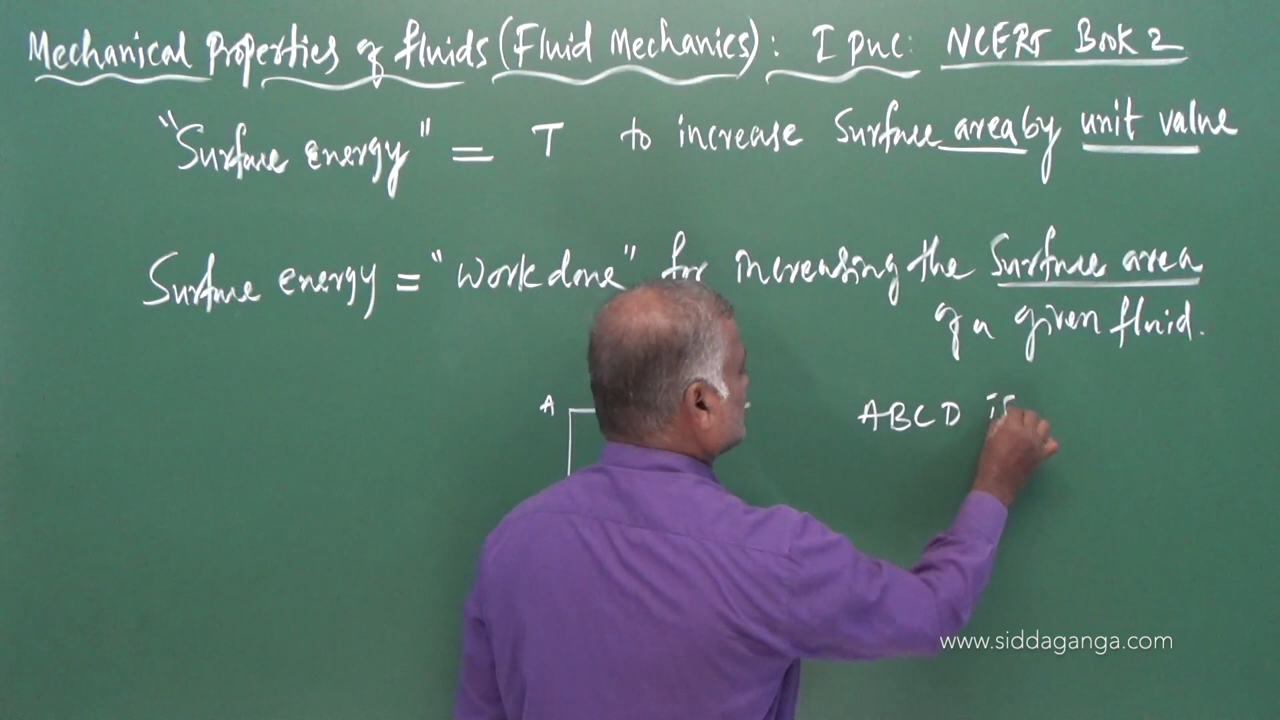 Mechanical Properties of fluids (Fluid Mechanics): I PUC: NCERT Book 2
"Surface energy" = T to increase Surface area by unit value
Surface energy = "work done" for increasing the Surface area
of a given fluid.
A
ABCD is
www.siddaganga.com